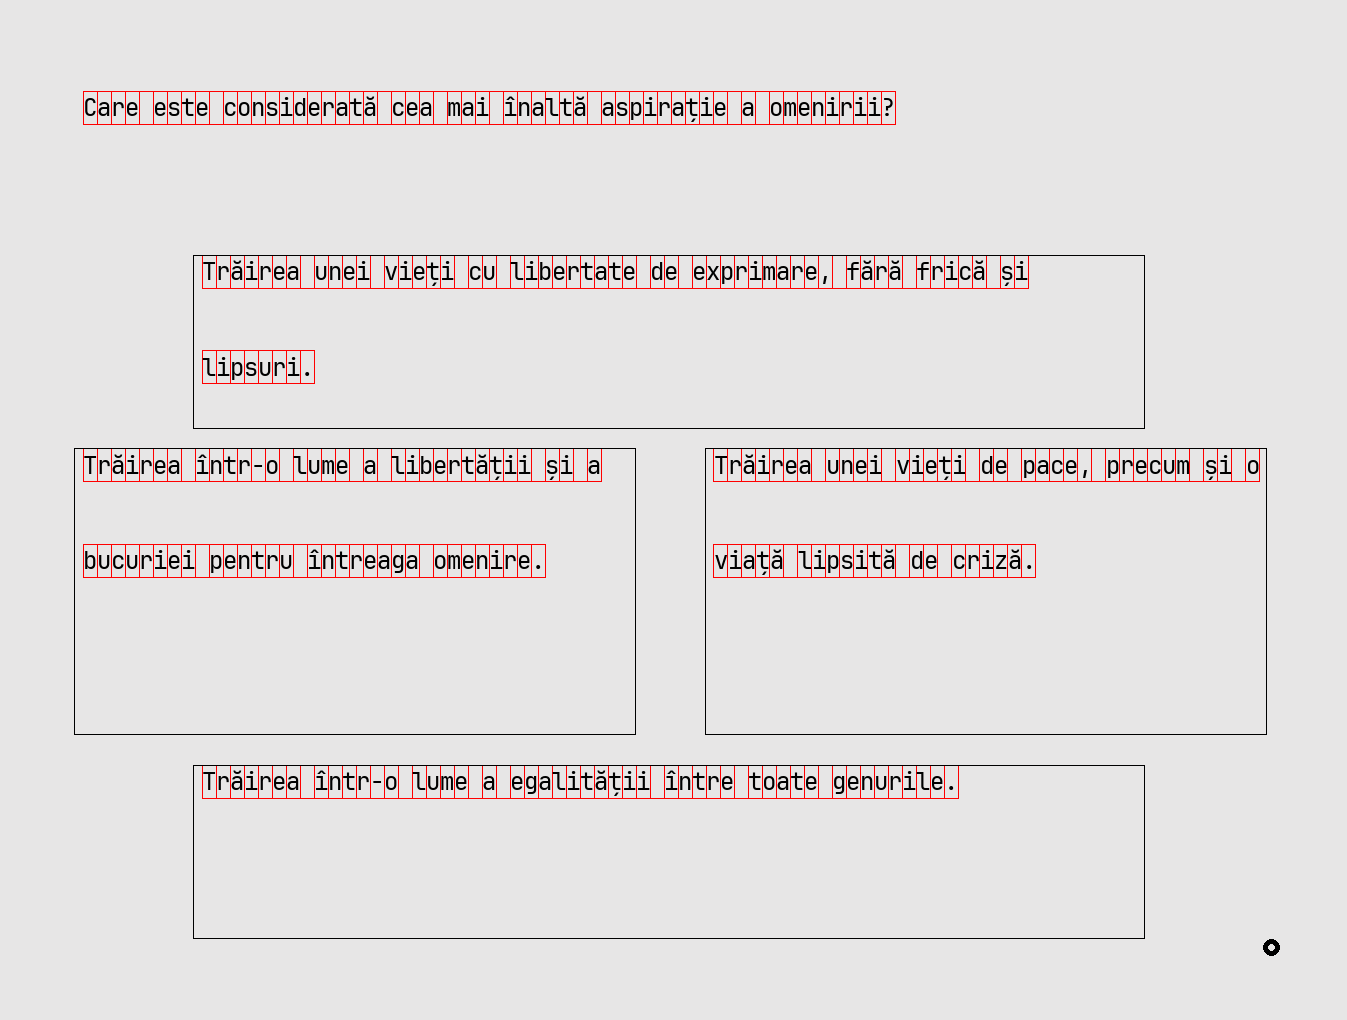 Care este considerată cea mai înaltă aspirație a omenirii?
Trăirea unei vieți cu libertate de exprimare, fără frică și
lipsuri.
Trăirea într-o lume a libertății și a
bucuriei pentru întreaga omenire.
Trăirea unei vieți de pace, precum și o
viață lipsită de criză.
Trăirea într-o lume a egalității între toate genurile.